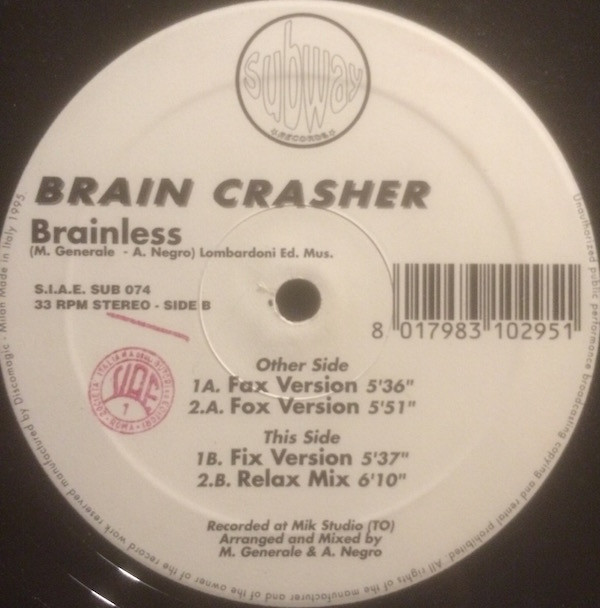 subway
RECORDS
BRAIN CRASHER
Brainless
(M. Generale - A. Negro) Lombardoni Ed. Mus.
S.I.A.E. SUB 074
33 RPM STEREO - SIDE B
8 017983 102951
Other Side
1A. Fax Version 5'36"
2.A. Fox Version 5'51"
This Side
1B. Fix Version 5'37"
2.B. Relax Mix 6'10"
Recorded at Mik Studio (TO)
Arranged and Mixed by
M. Generale & A. Negro
Unauthorized public performance broadcasting copying and rental prohibited. All rights of the manufacturer and of the owner of the record work reserved manufactured by Discomagic - Milan Made in Italy 1995